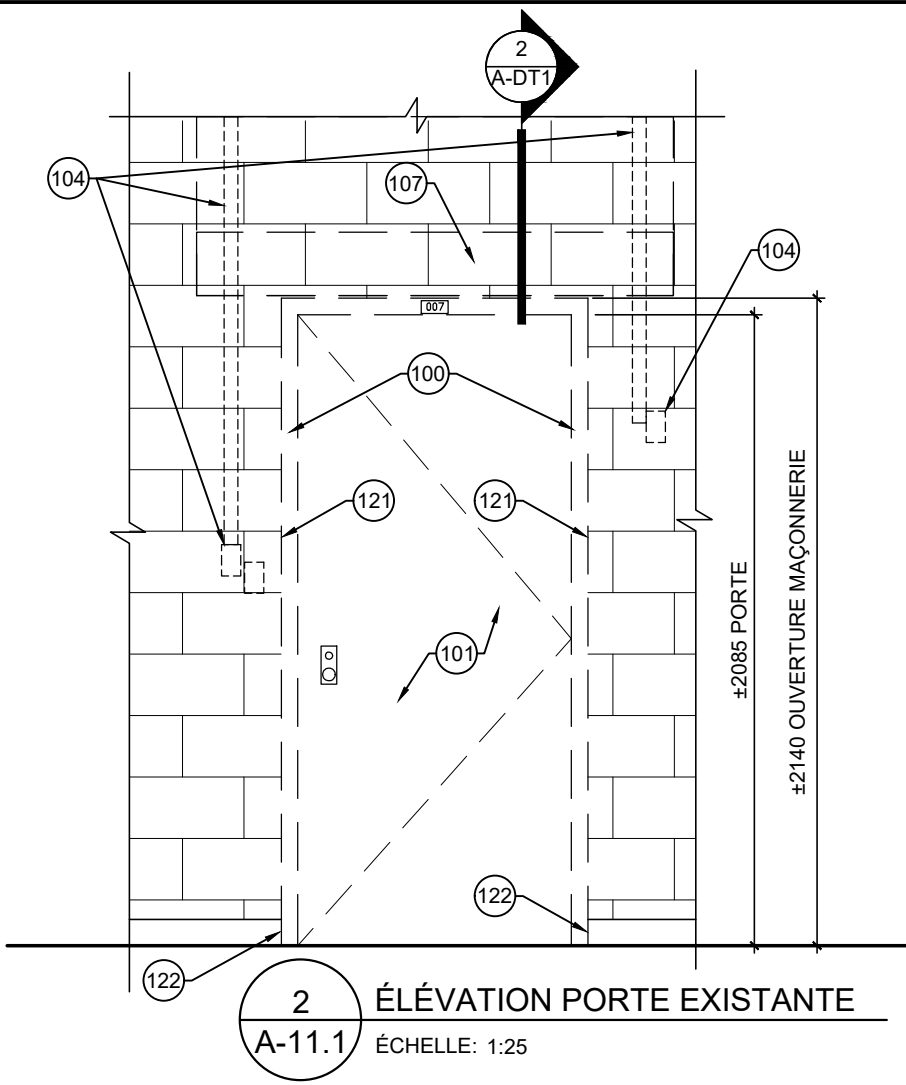 2
A-DT1
104
107
104
007
100
121
121
101
±2085 PORTE
±2140 OUVERTURE MAÇONNERIE
122
122
2
A-11.1
ÉLÉVATION PORTE EXISTANTE
ÉCHELLE: 1:25